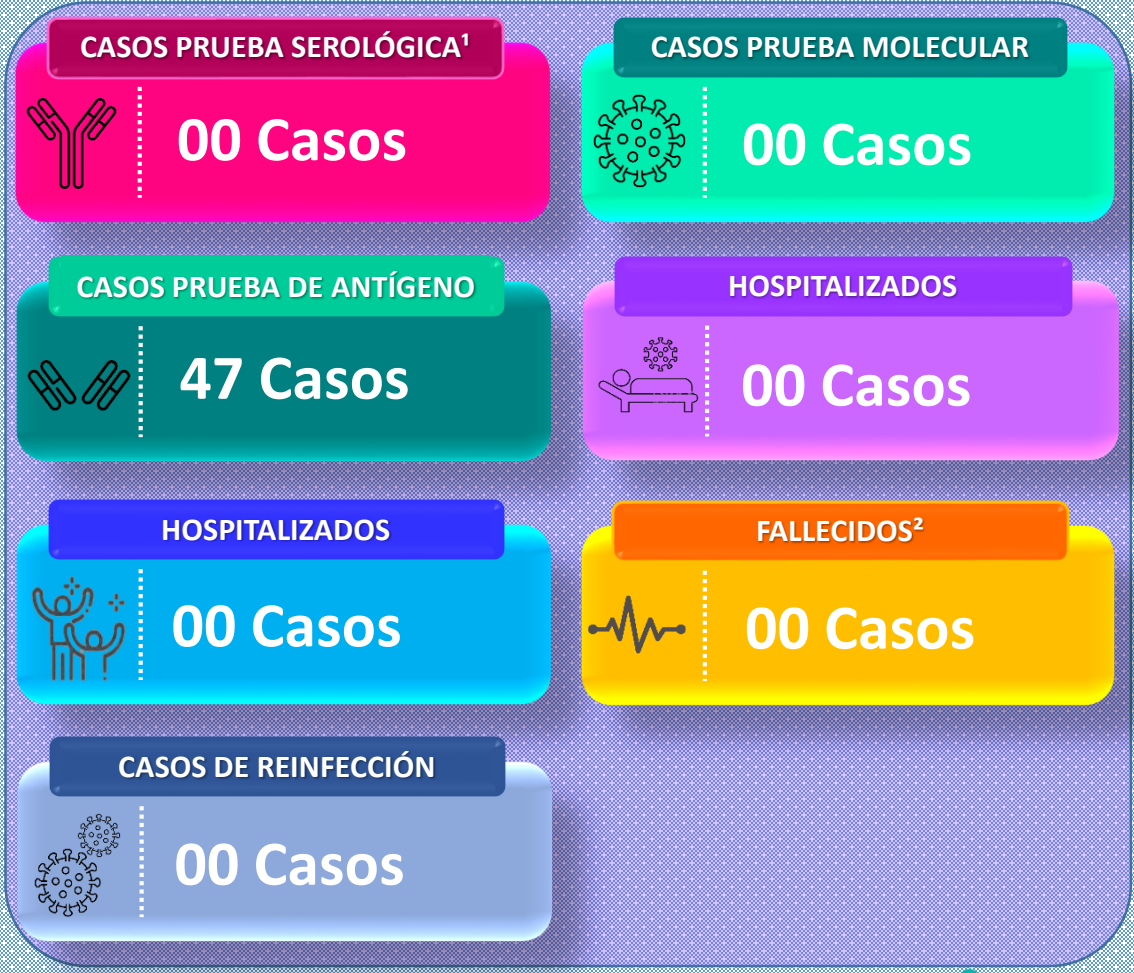 CASOS PRUEBA SEROLÓGICA¹
00 Casos
CASOS PRUEBA MOLECULAR
00 Casos
CASOS PRUEBA DE ANTÍGENO
47 Casos
HOSPITALIZADOS
00 Casos
HOSPITALIZADOS
00 Casos
FALLECIDOS²
00 Casos
CASOS DE REINFECCIÓN
00 Casos